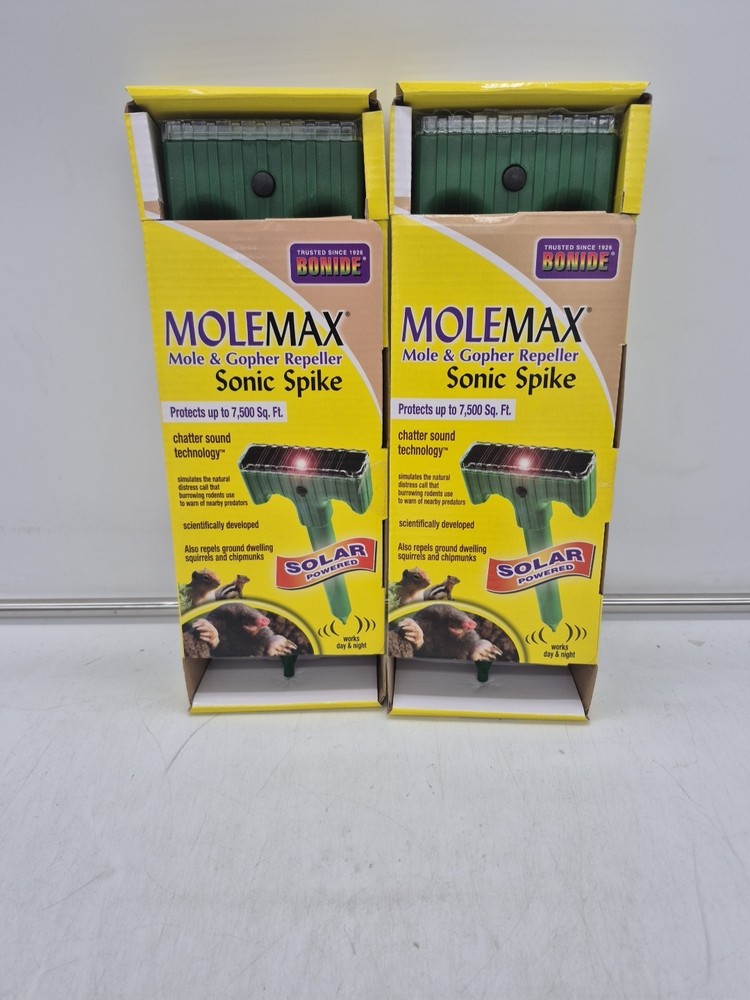 TRUSTED SINCE 1926
BONIDE®
MOLEMAX®
Mole & Gopher Repeller
Sonic Spike
Protects up to 7,500 Sq. Ft.
chatter sound
technology™
simulates the natural
distress call that
burrowing rodents use
to warn of nearby predators
scientifically developed
Also repels ground dwelling
squirrels and chipmunks
SOLAR
POWERED
works
day & night
TRUSTED SINCE 1926
BONIDE®
MOLEMAX®
Mole & Gopher Repeller
Sonic Spike
Protects up to 7,500 Sq. Ft.
chatter sound
technology™
simulates the natural
distress call that
burrowing rodents use
to warn of nearby predators
scientifically developed
Also repels ground dwelling
squirrels and chipmunks
SOLAR
POWERED
works
day & night